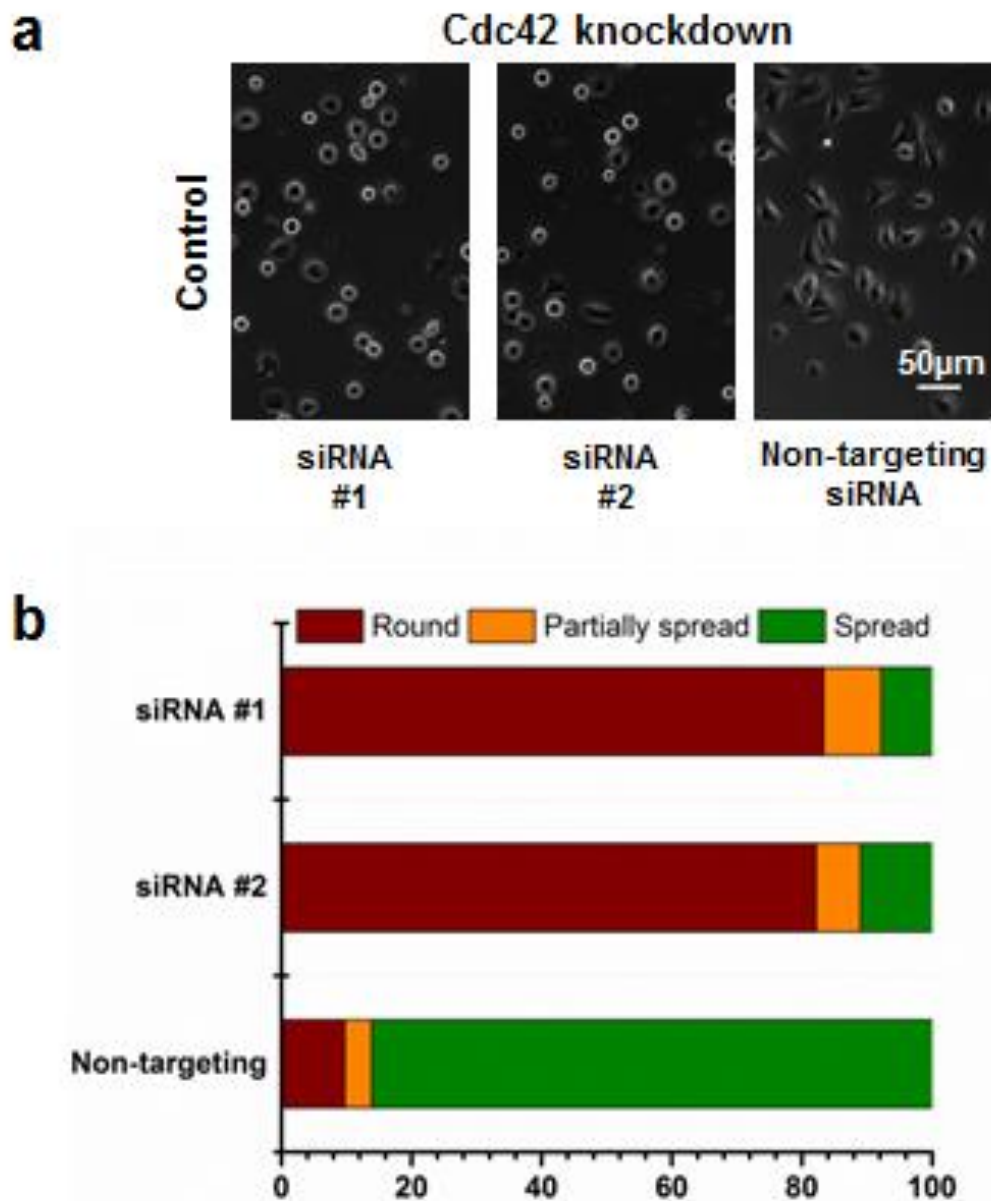 a
Cdc42 knockdown
Control
50µm
siRNA
#1
siRNA
#2
Non-targeting
siRNA
b
Round Partially spread Spread
siRNA #1
siRNA #2
Non-targeting
0 20 40 60 80 100